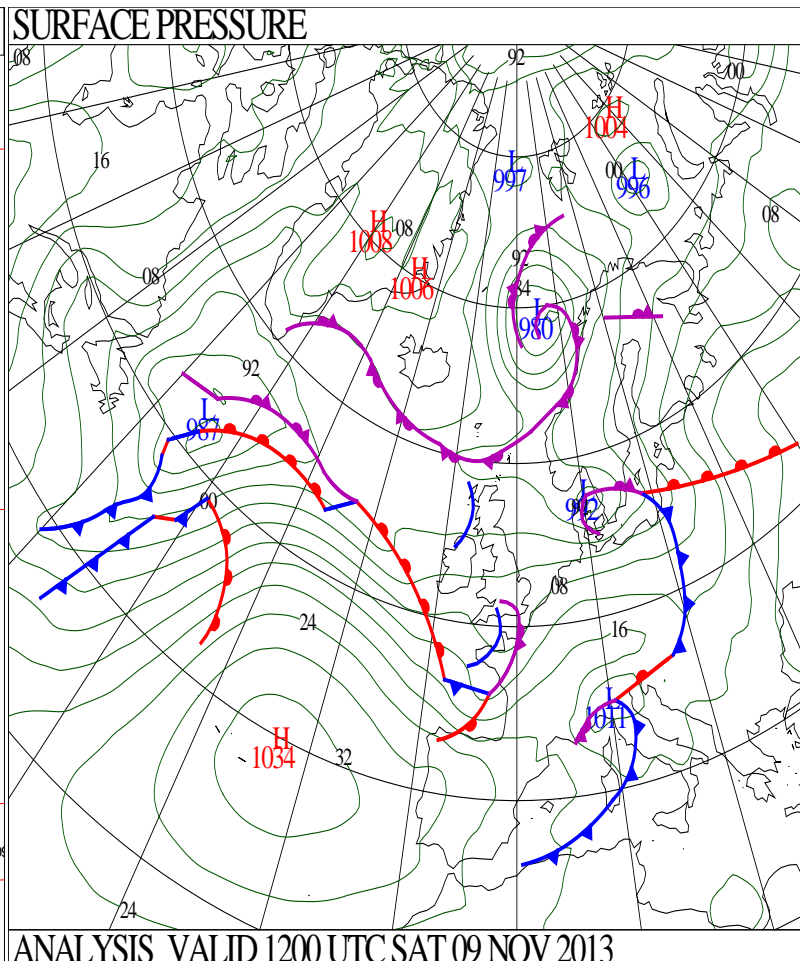 SURFACE PRESSURE
08
92
00
H
1004
16
L
997
00
L
996
08
H
1008
08
H
1006
92
08
84
L
980
92
L
987
00
L
992
08
24
16
L
1011
H
1034
32
24
ANALYSIS VALID 1200 UTC SAT 09 NOV 2013